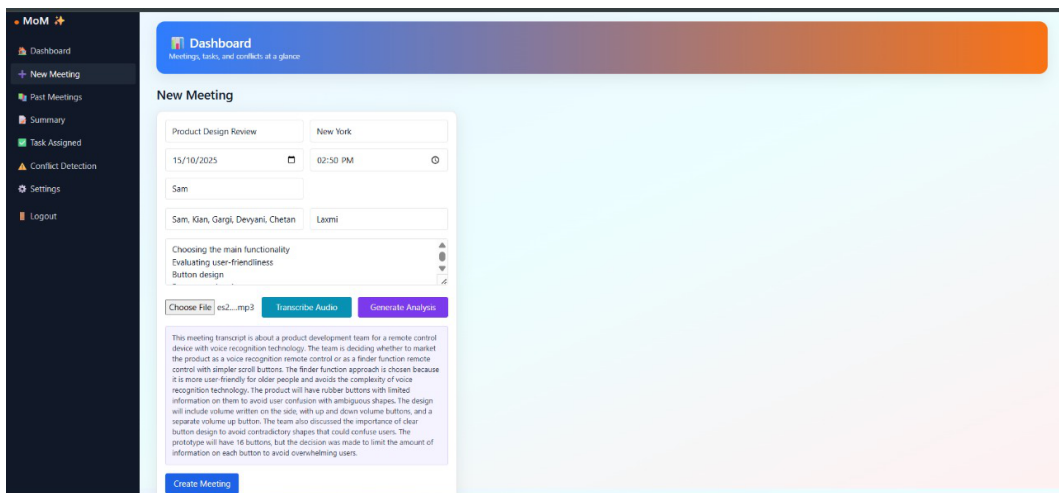 MoM
Dashboard
New Meeting
Past Meetings
Summary
Task Assigned
Conflict Detection
Settings
Logout
Dashboard
Meetings, tasks, and conflicts at a glance
New Meeting
Product Design Review
New York
15/10/2025
02:50 PM
Sam
Sam, Kian, Gargi, Devyani, Chetan
Laxmi
Choosing the main functionality
Evaluating user-friendliness
Button design
Choose File es2....mp3
Transcribe Audio
Generate Analysis
This meeting transcript is about a product development team for a remote control
device with voice recognition technology. The team is deciding whether to market
the product as a voice recognition remote control or as a finder function remote
control with simpler scroll buttons. The finder function approach is chosen because
it is more user-friendly for older people and avoids the complexity of voice
recognition technology. The product will have rubber buttons with limited
information on them to avoid user confusion with ambiguous shapes. The design
will include volume written on the side, with up and down volume buttons, and a
separate volume up button. The team also discussed the importance of clear
button design to avoid contradictory shapes that could confuse users. The
prototype will have 16 buttons, but the decision was made to limit the amount of
information on each button to avoid overwhelming users.
Create Meeting